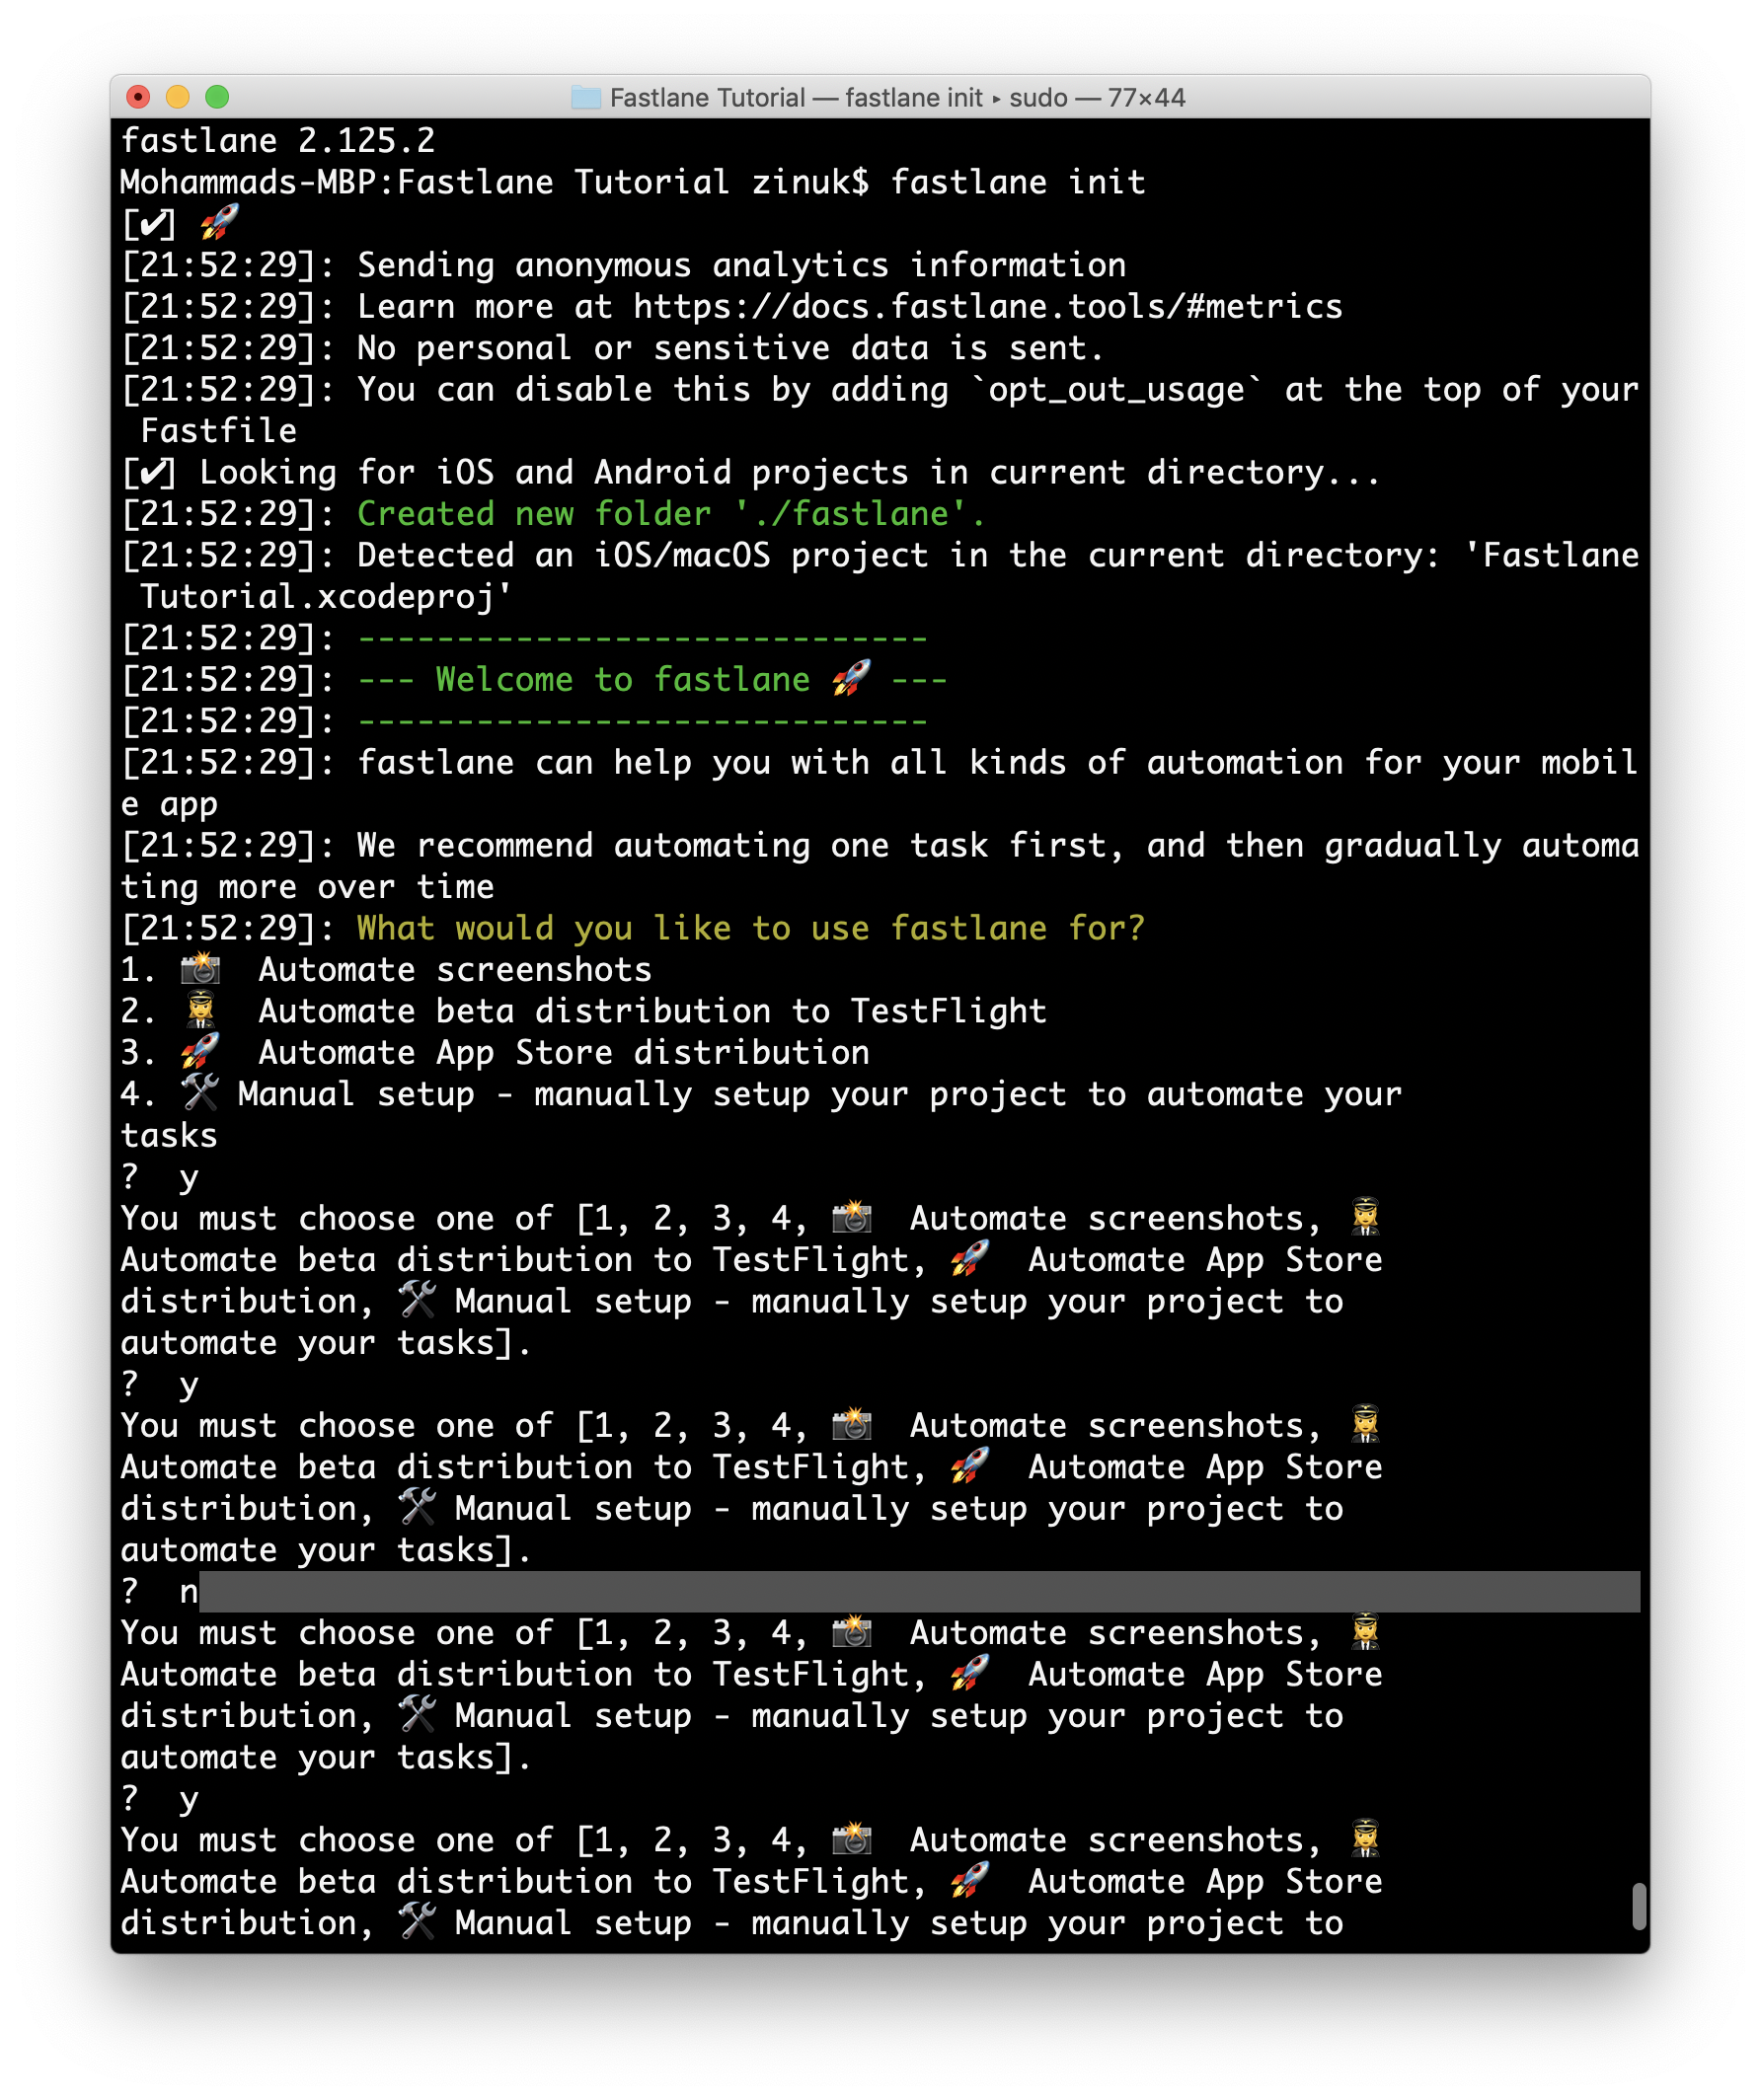 Fastlane Tutorial — fastlane init ▸ sudo — 77×44
fastlane 2.125.2
Mohammads-MBP:Fastlane Tutorial zinuk$ fastlane init
[✔] 🚀
[21:52:29]: Sending anonymous analytics information
[21:52:29]: Learn more at https://docs.fastlane.tools/#metrics
[21:52:29]: No personal or sensitive data is sent.
[21:52:29]: You can disable this by adding `opt_out_usage` at the top of your
 Fastfile
[✔] Looking for iOS and Android projects in current directory...
[21:52:29]: Created new folder './fastlane'.
[21:52:29]: Detected an iOS/macOS project in the current directory: 'Fastlane
 Tutorial.xcodeproj'
[21:52:29]: -----------------------------
[21:52:29]: --- Welcome to fastlane 🚀 ---
[21:52:29]: -----------------------------
[21:52:29]: fastlane can help you with all kinds of automation for your mobil
e app
[21:52:29]: We recommend automating one task first, and then gradually automa
ting more over time
[21:52:29]: What would you like to use fastlane for?
1. 📸  Automate screenshots
2. 👩‍✈️  Automate beta distribution to TestFlight
3. 🚀  Automate App Store distribution
4. 🛠 Manual setup - manually setup your project to automate your
tasks
?  y
You must choose one of [1, 2, 3, 4, 📸  Automate screenshots, 👩‍✈️
Automate beta distribution to TestFlight, 🚀  Automate App Store
distribution, 🛠 Manual setup - manually setup your project to
automate your tasks].
?  y
You must choose one of [1, 2, 3, 4, 📸  Automate screenshots, 👩‍✈️
Automate beta distribution to TestFlight, 🚀  Automate App Store
distribution, 🛠 Manual setup - manually setup your project to
automate your tasks].
?  n
You must choose one of [1, 2, 3, 4, 📸  Automate screenshots, 👩‍✈️
Automate beta distribution to TestFlight, 🚀  Automate App Store
distribution, 🛠 Manual setup - manually setup your project to
automate your tasks].
?  y
You must choose one of [1, 2, 3, 4, 📸  Automate screenshots, 👩‍✈️
Automate beta distribution to TestFlight, 🚀  Automate App Store
distribution, 🛠 Manual setup - manually setup your project to